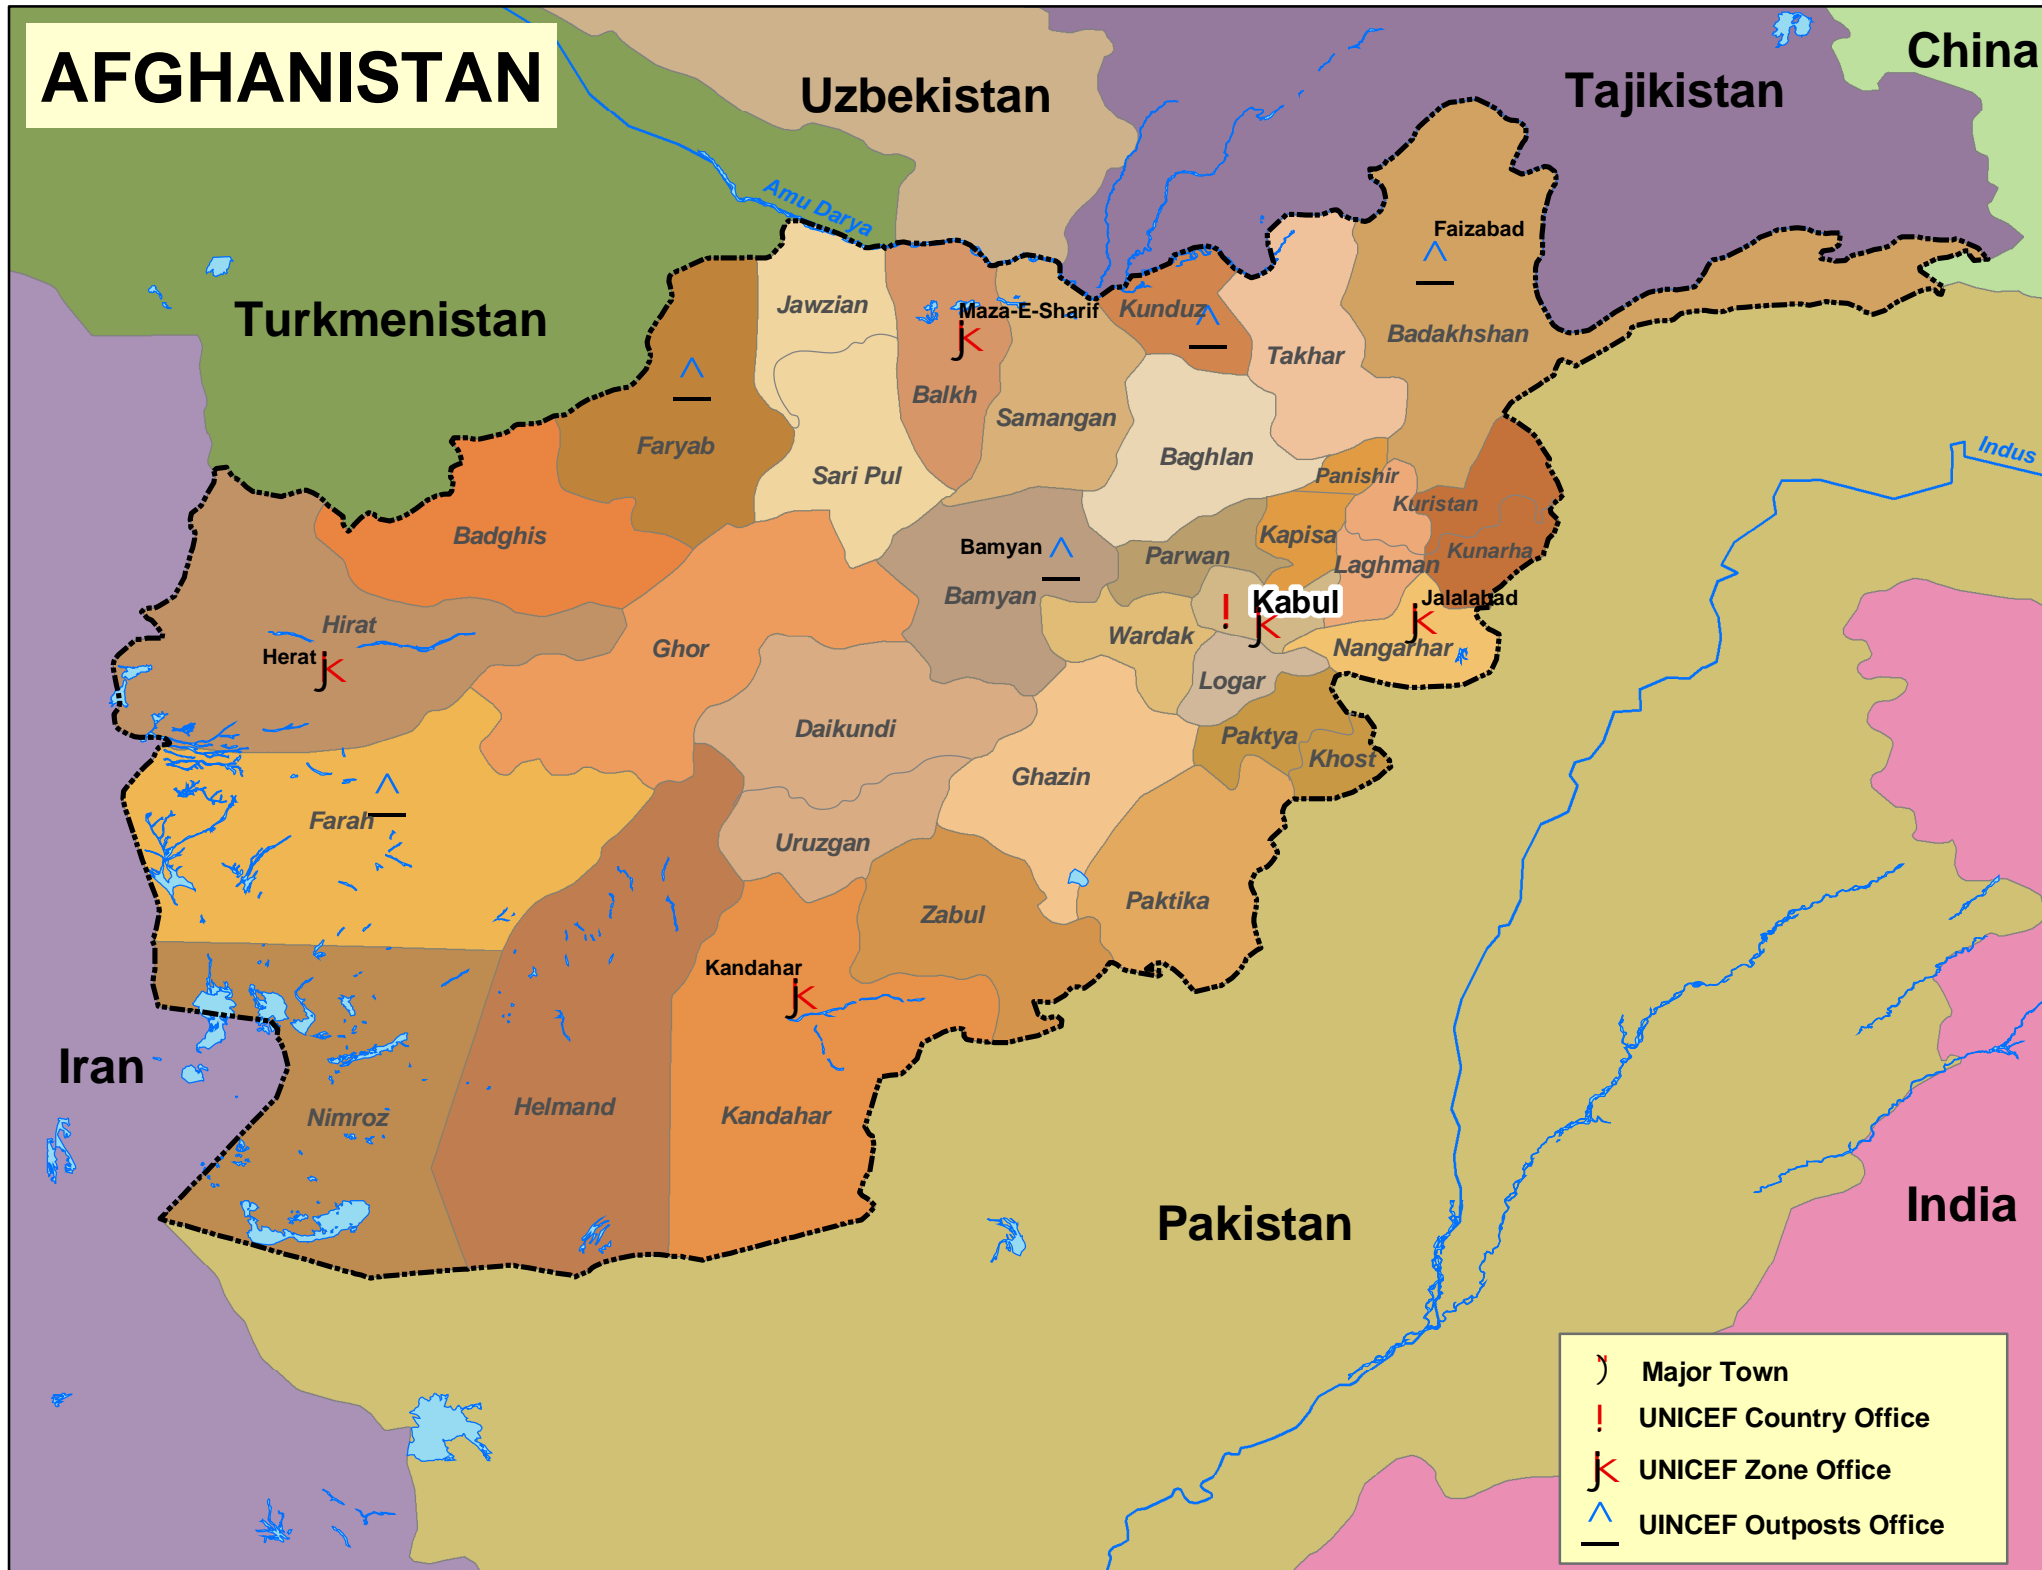 AFGHANISTAN
China
Uzbekistan
Tajikistan
Amu Darya
Faizabad
Turkmenistan
Jawzian
Maza-E-Sharif
Kunduz
Badakhshan
Takhar
Balkh
Samangan
Faryab
Indus
Baghlan
Sari Pul
Panishir
Kuristan
Badghis
Kapisa
Bamyan
Parwan
Kunarha
Laghman
Bamyan
Kabul
Jalalabad
Hirat
Wardak
Ghor
Nangarhar
Herat
Logar
Daikundi
Paktya
Khost
Ghazin
Farah
Uruzgan
Paktika
Zabul
Kandahar
Iran
Helmand
Nimroz
Kandahar
India
Pakistan
Major Town
! UNICEF Country Office
UNICEF Zone Office
UINCEF Outposts Office